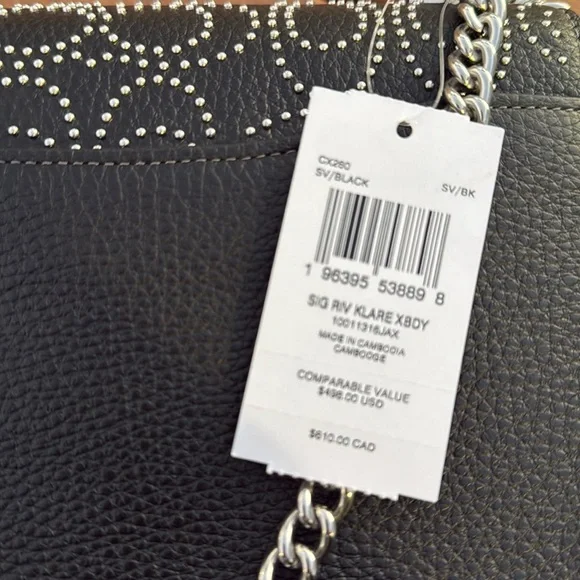 CX260
SV/BLACK SV/BK
1 96395 53889 8
SIG RIV KLARE XBDY
10011316JAX
MADE IN CAMBODIA
CAMBODGE
COMPARABLE VALUE
$498.00 USD
$610.00 CAD